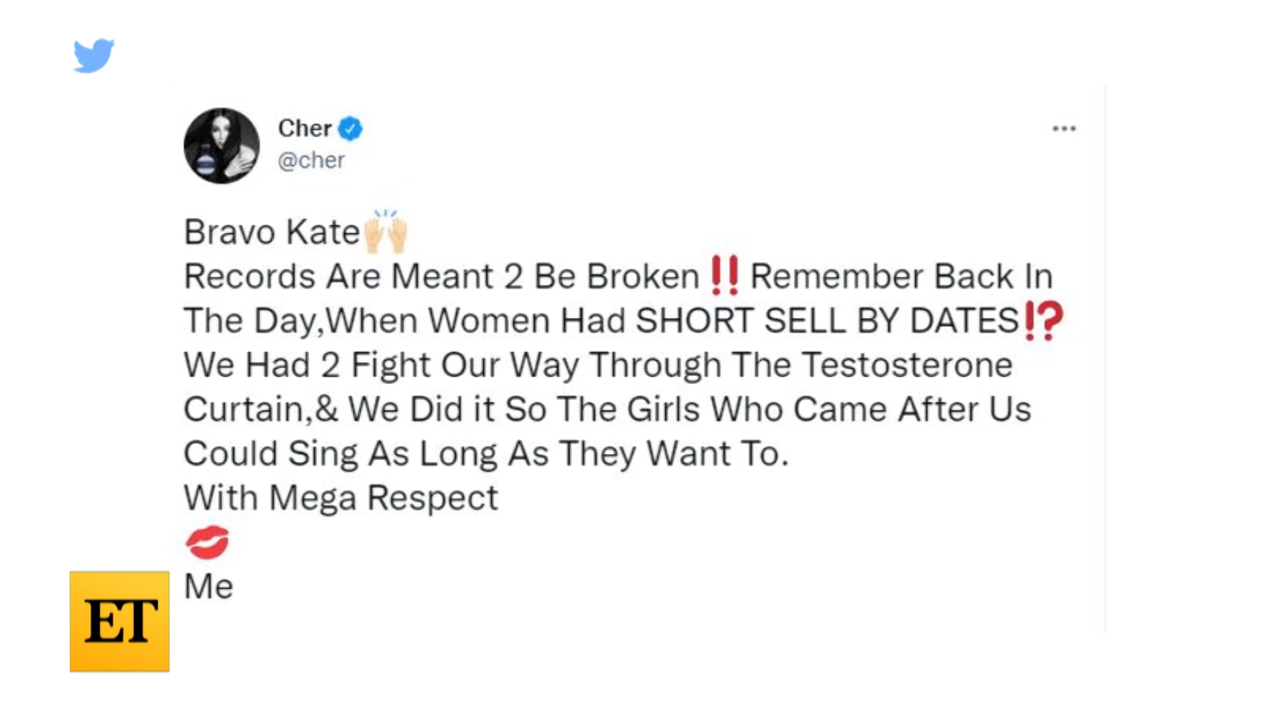 Cher
@cher
Bravo Kate🙌🏼
Records Are Meant 2 Be Broken‼️Remember Back In
The Day,When Women Had SHORT SELL BY DATES⁉️
We Had 2 Fight Our Way Through The Testosterone
Curtain,& We Did it So The Girls Who Came After Us
Could Sing As Long As They Want To.
With Mega Respect
💋
Me
ET